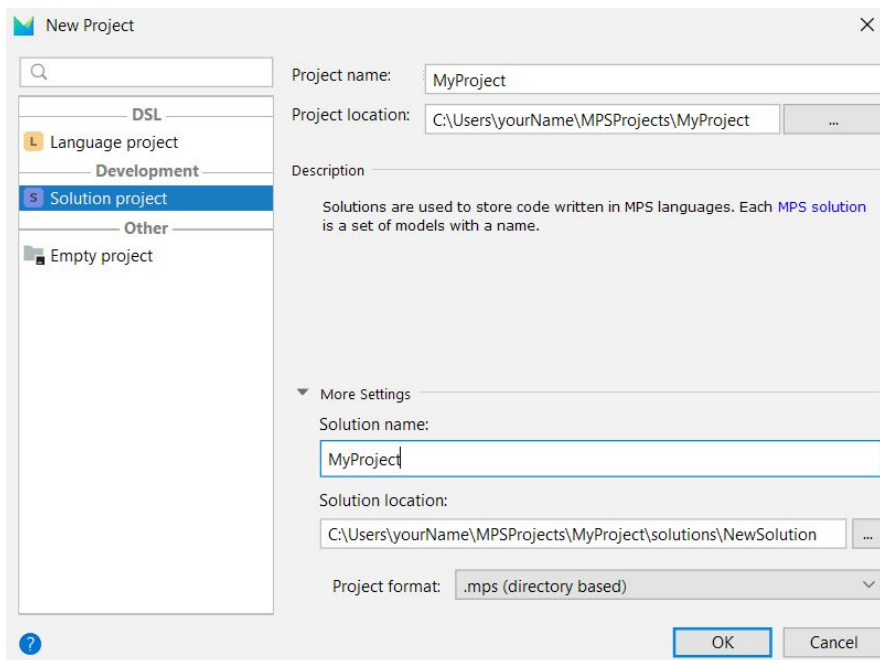 New Project
Project name:
MyProject
DSL
Project location:
C:\Users\yourName\MPSProjects\MyProject
...
L Language project
Development
Description
S Solution project
Solutions are used to store code written in MPS languages. Each MPS solution
is a set of models with a name.
Other
Empty project
More Settings
Solution name:
MyProject
Solution location:
C:\Users\yourName\MPSProjects\MyProject\solutions\NewSolution
...
Project format:
.mps (directory based)
?
OK
Cancel